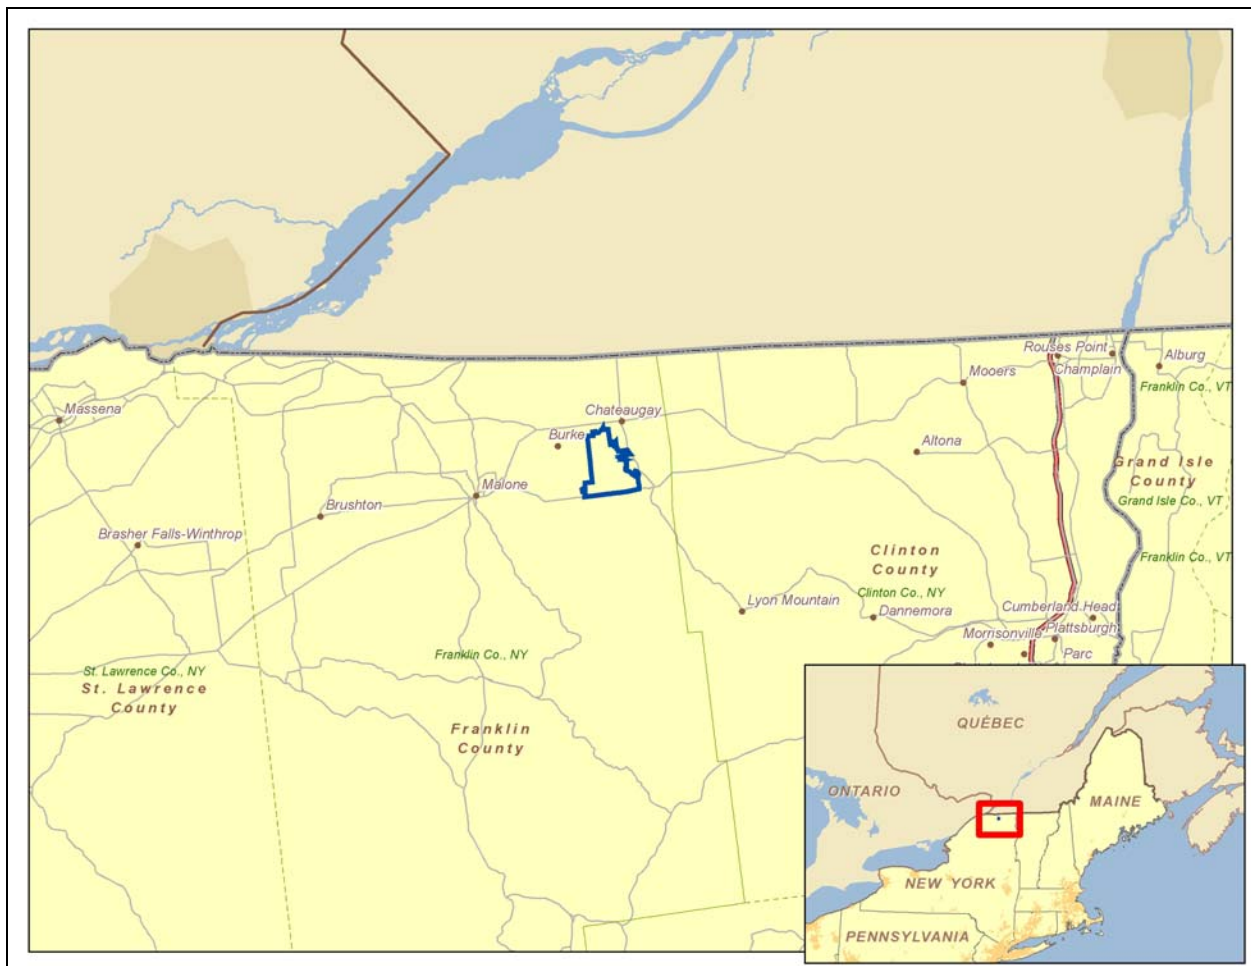 Rouses Point
Champlain
Alburg
Mooers
Franklin Co., VT
Massena
Chateaugay
Burke
Altona
Grand Isle
County
Malone
Brushton
Grand Isle Co., VT
Brasher Falls-Winthrop
Clinton
County
Franklin Co., VT
Clinton Co., NY
Lyon Mountain
Dannemora
Cumberland Head
Morrisonville
Plattsburgh
Parc
Franklin Co., NY
St. Lawrence Co., NY
St. Lawrence
County
Franklin
County
QUÉBEC
ONTARIO
MAINE
NEW YORK
PENNSYLVANIA